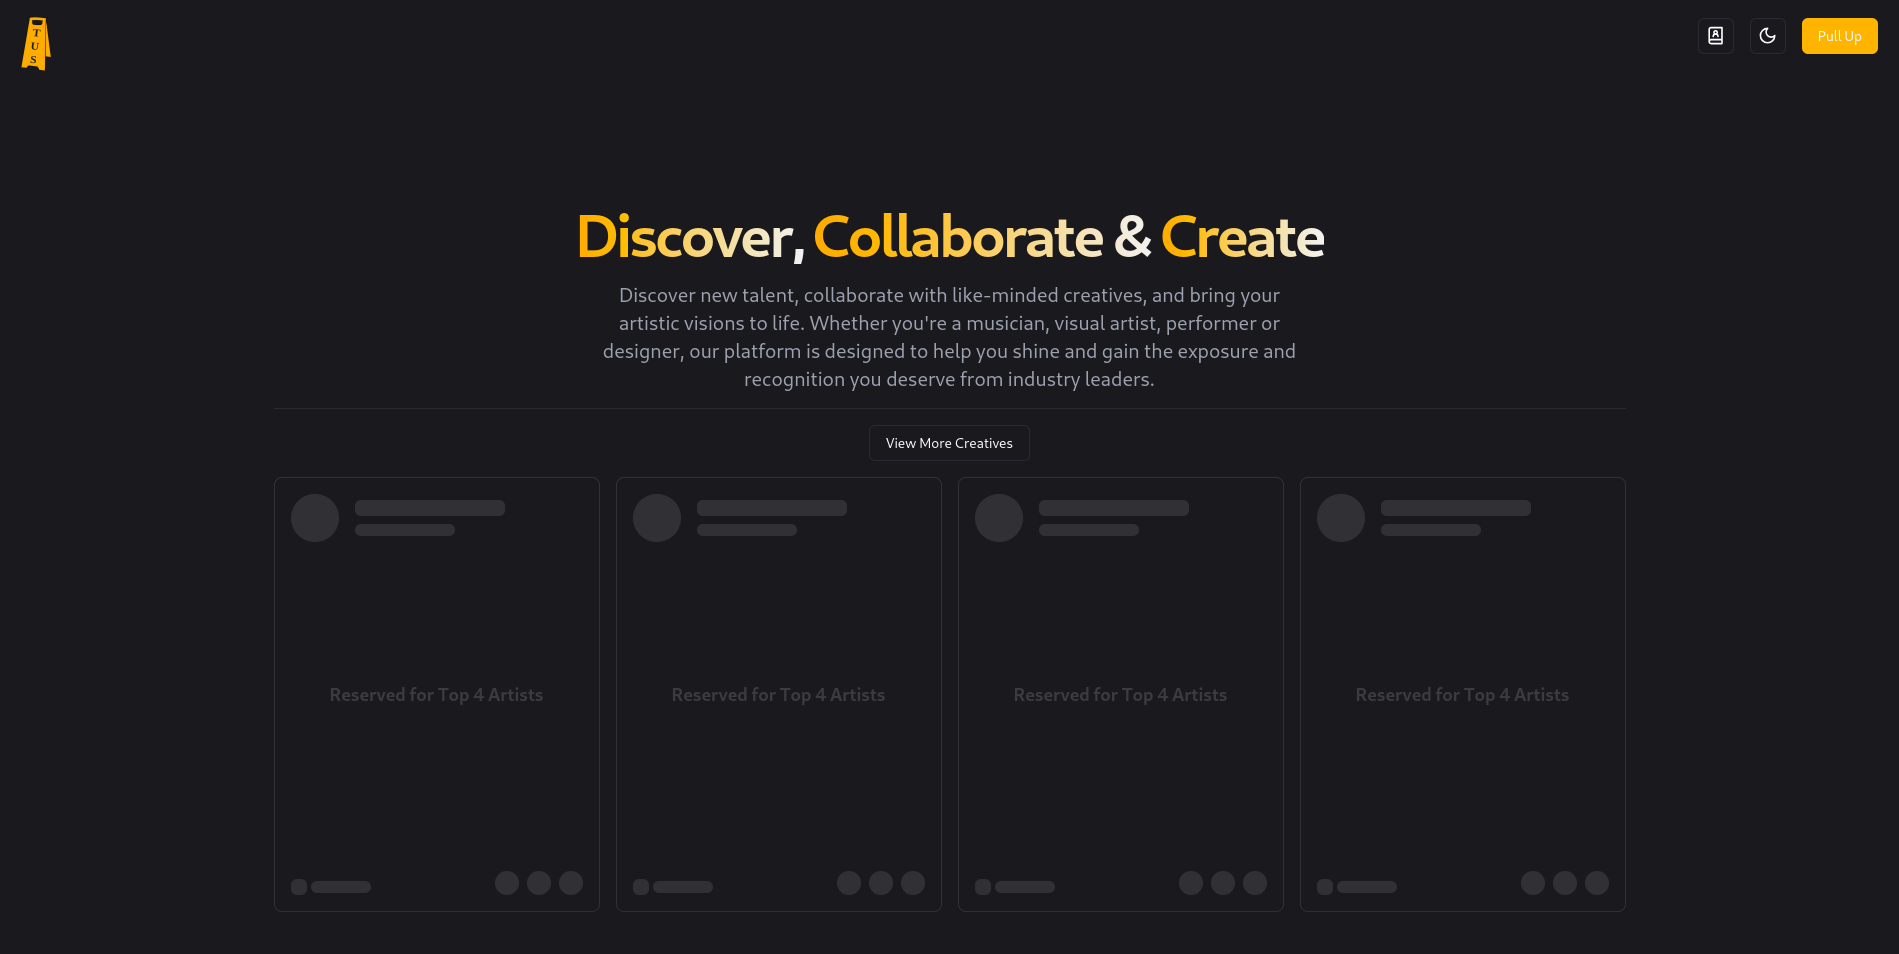 T
U
S
Pull Up
Discover, Collaborate & Create
Discover new talent, collaborate with like-minded creatives, and bring your
artistic visions to life. Whether you're a musician, visual artist, performer or
designer, our platform is designed to help you shine and gain the exposure and
recognition you deserve from industry leaders.
View More Creatives
Reserved for Top 4 Artists
Reserved for Top 4 Artists
Reserved for Top 4 Artists
Reserved for Top 4 Artists